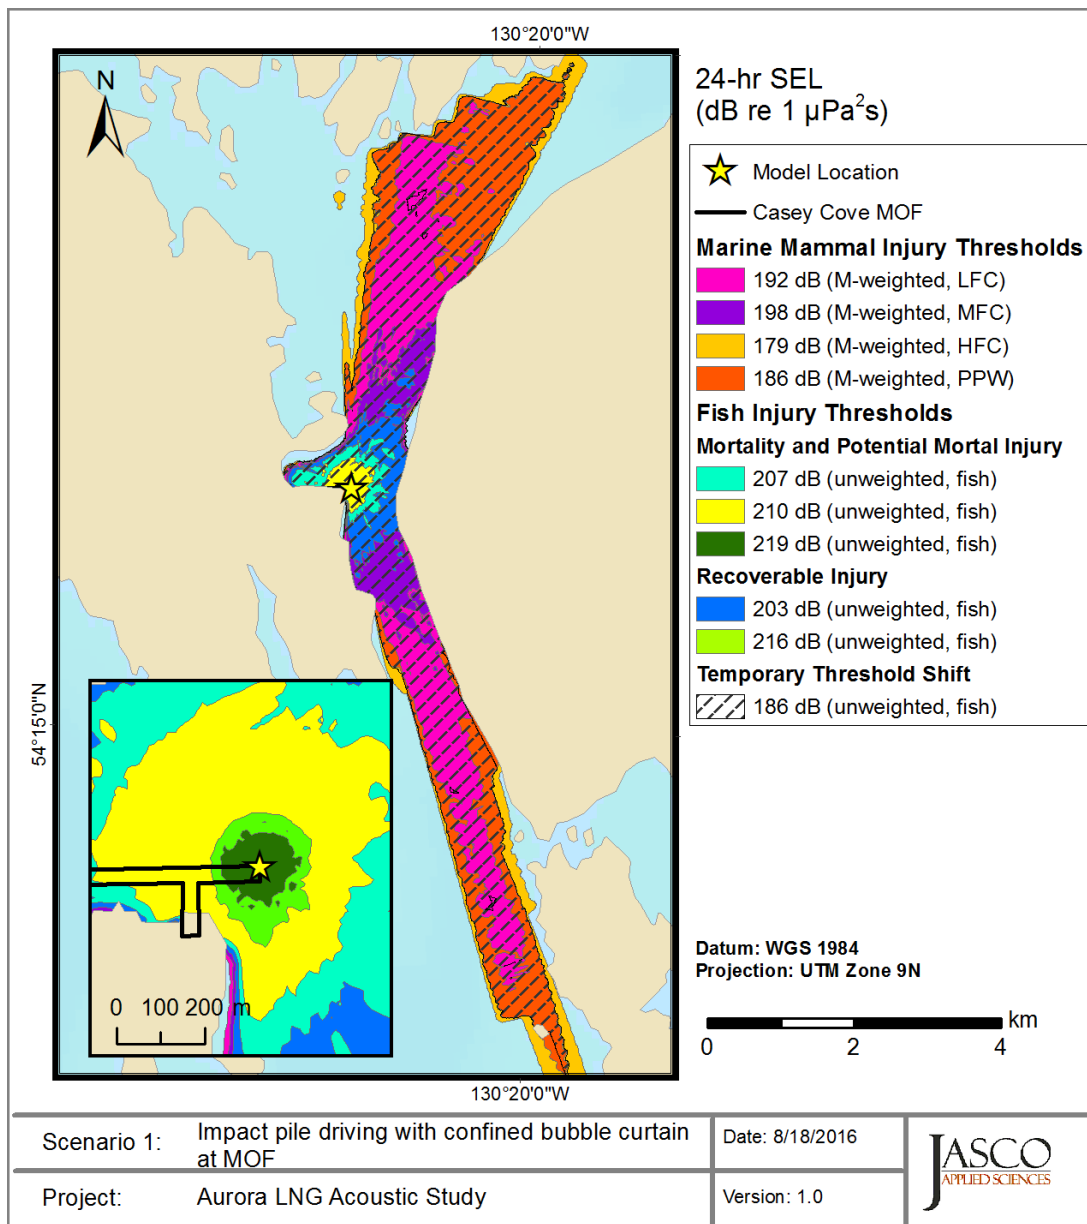 130°20'0"W
N
54°15'0"N
0 100 200 m
130°20'0"W
24-hr SEL
(dB re 1 µPa²s)
Model Location
Casey Cove MOF
Marine Mammal Injury Thresholds
192 dB (M-weighted, LFC)
198 dB (M-weighted, MFC)
179 dB (M-weighted, HFC)
186 dB (M-weighted, PPW)
Fish Injury Thresholds
Mortality and Potential Mortal Injury
207 dB (unweighted, fish)
210 dB (unweighted, fish)
219 dB (unweighted, fish)
Recoverable Injury
203 dB (unweighted, fish)
216 dB (unweighted, fish)
Temporary Threshold Shift
186 dB (unweighted, fish)
Datum: WGS 1984
Projection: UTM Zone 9N
km
0 2 4
Scenario 1: Impact pile driving with confined bubble curtain
at MOF
Date: 8/18/2016
Project: Aurora LNG Acoustic Study
Version: 1.0
JASCO
APPLIED SCIENCES